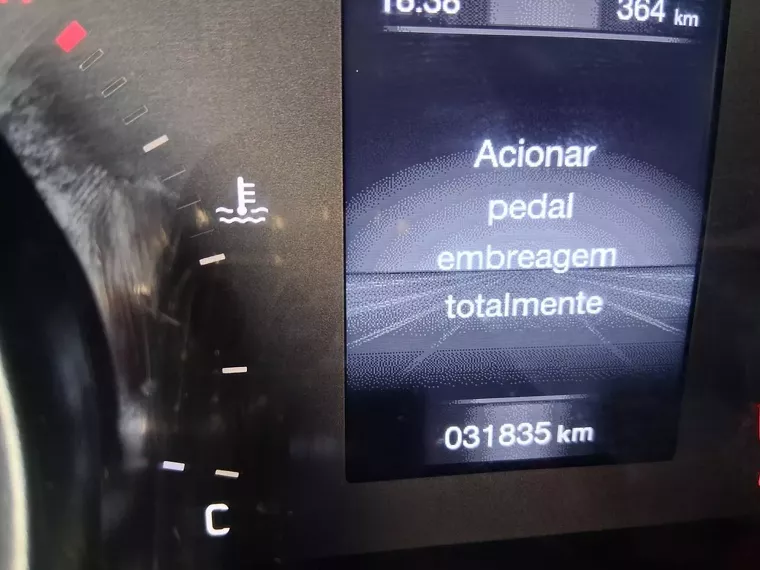 364 km
Acionar
pedal
embreagem
totalmente
031835 km
C